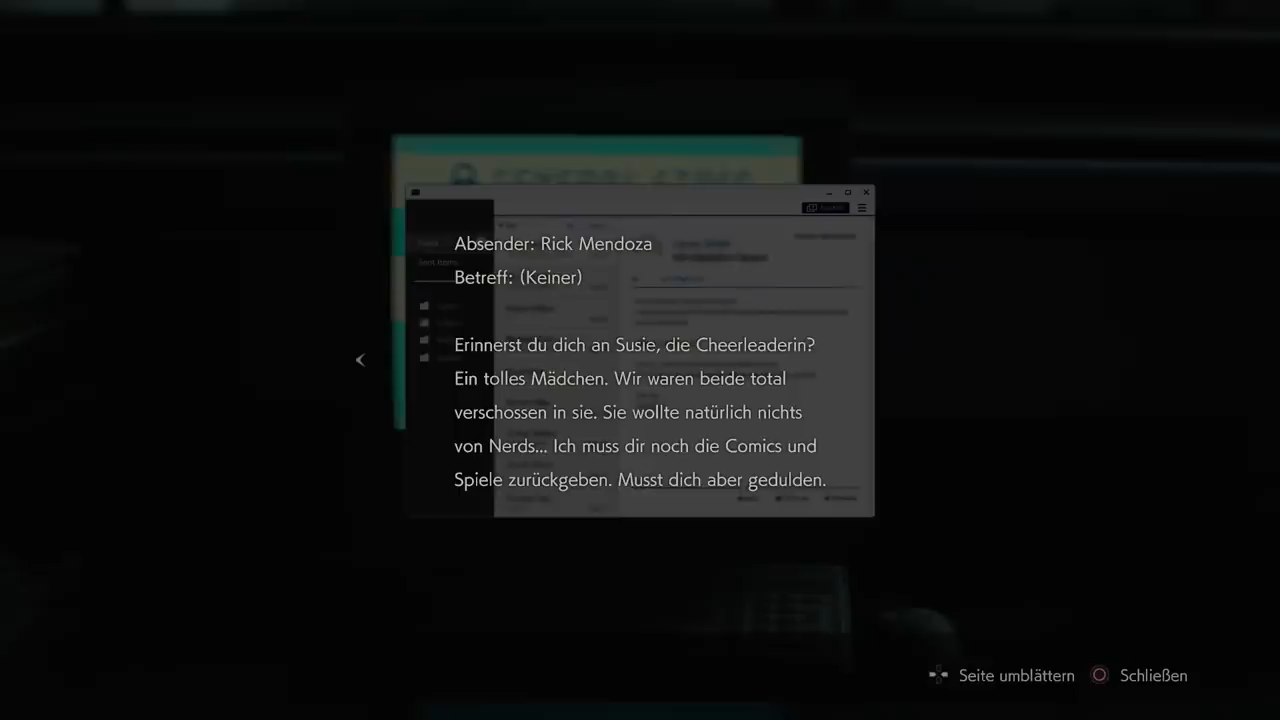 Absender: Rick Mendoza
Betreff: (Keiner)
Erinnerst du dich an Susie, die Cheerleaderin?
Ein tolles Mädchen. Wir waren beide total
verschossen in sie. Sie wollte natürlich nichts
von Nerds... Ich muss dir noch die Comics und
Spiele zurückgeben. Musst dich aber gedulden.
Seite umblättern
Schließen